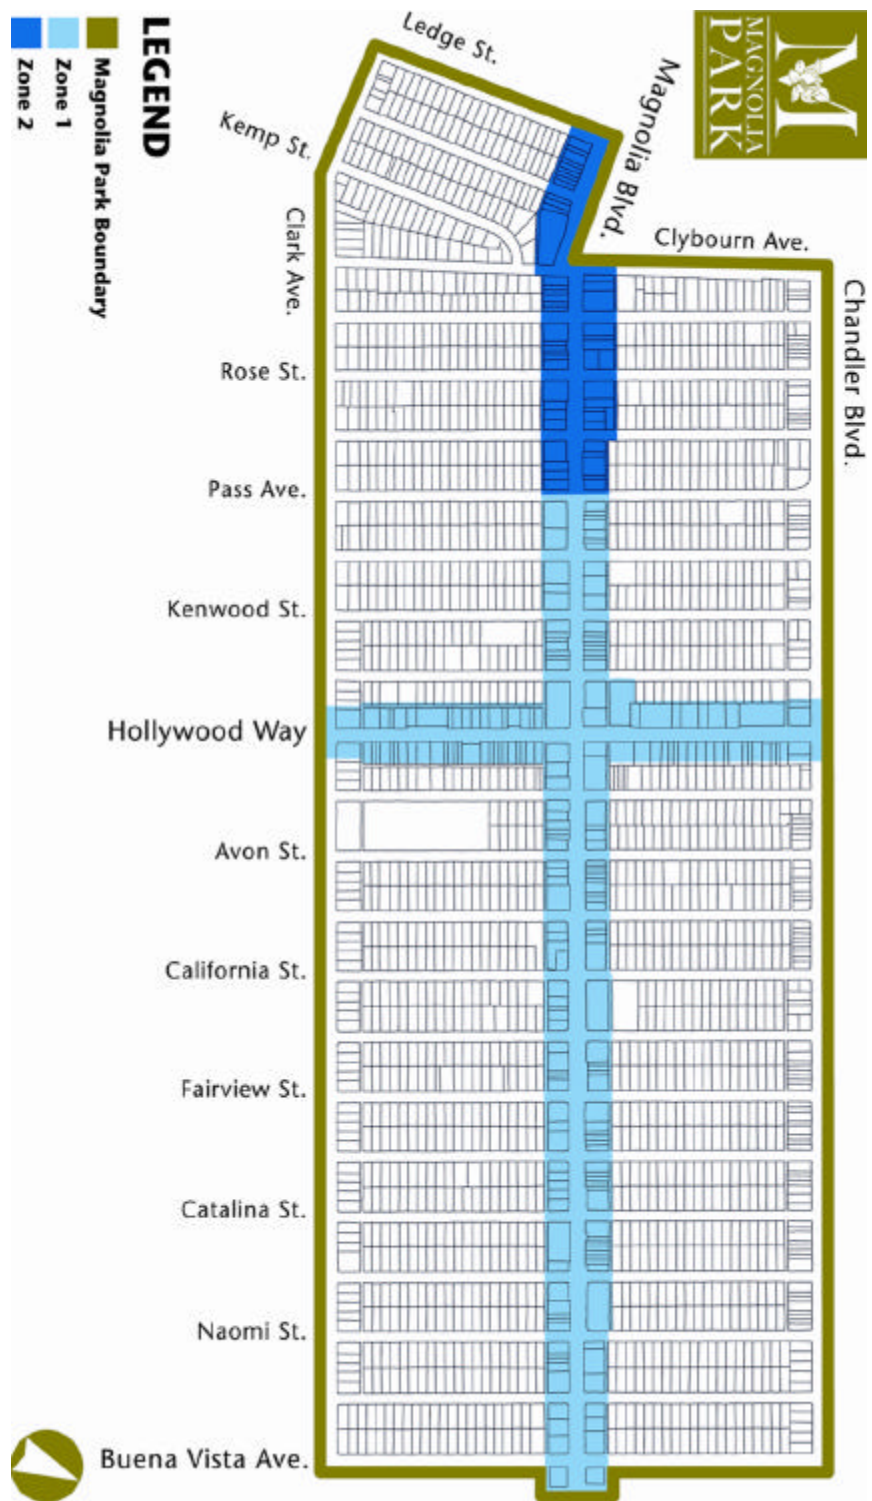 LEGEND
Magnolia Park Boundary
Zone 1
Zone 2
M
MAGNOLIA
PARK
Ledge St.
Magnolia Blvd.
Kemp St.
Clark Ave.
Clybourn Ave.
Chandler Blvd.
Rose St.
Pass Ave.
Kenwood St.
Hollywood Way
Avon St.
California St.
Fairview St.
Catalina St.
Naomi St.
Buena Vista Ave.